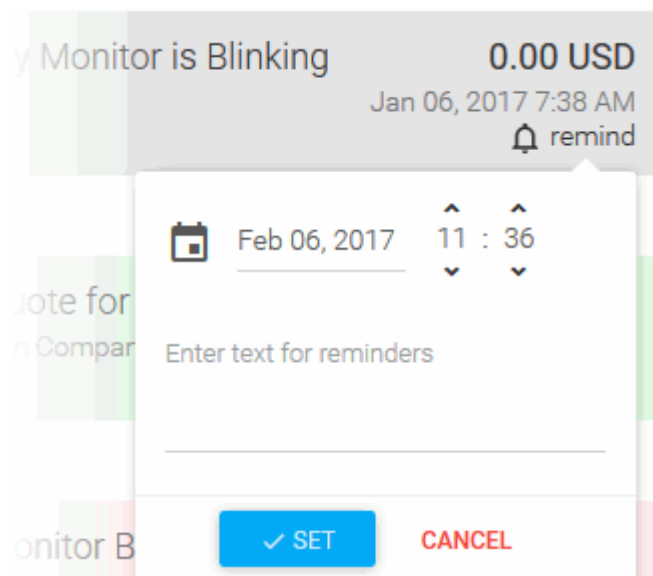 y Monitor is Blinking 0.00 USD
Jan 06, 2017 7:38 AM
remind
Feb 06, 2017 11 : 36
uote for
n Compar
Enter text for reminders
onitor B
SET CANCEL